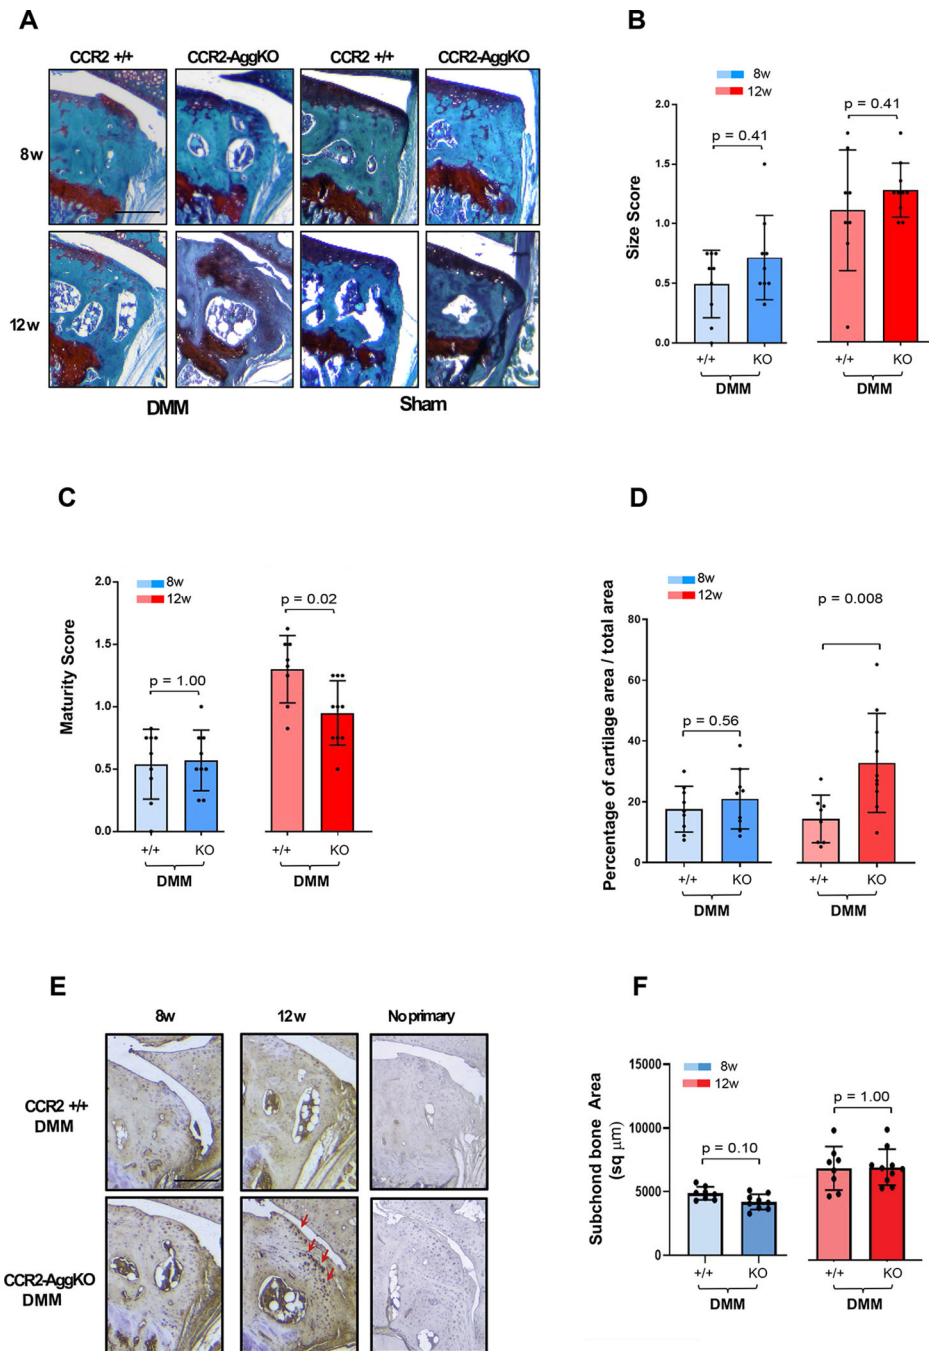 A
CCR2 +/+ CCR2-AggKO CCR2 +/+ CCR2-AggKO
8w
12w
DMM Sham
B
8w
12w
Size Score
2.0
1.5
1.0
0.5
0.0
p = 0.41
p = 0.41
+/+ KO +/+ KO
DMM DMM
C
8w
12w
Maturity Score
2.0
1.5
1.0
0.5
0.0
p = 1.00
p = 0.02
+/+ KO +/+ KO
DMM DMM
D
8w
12w
Percentage of cartilage area / total area
80
60
40
20
0
p = 0.56
p = 0.008
+/+ KO +/+ KO
DMM DMM
E
8w 12 w No primary
CCR2 +/+
DMM
CCR2-AggKO
DMM
F
8w
12w
Subchond bone Area
(sq µm)
15000
10000
5000
0
p = 0.10
p = 1.00
+/+ KO +/+ KO
DMM DMM